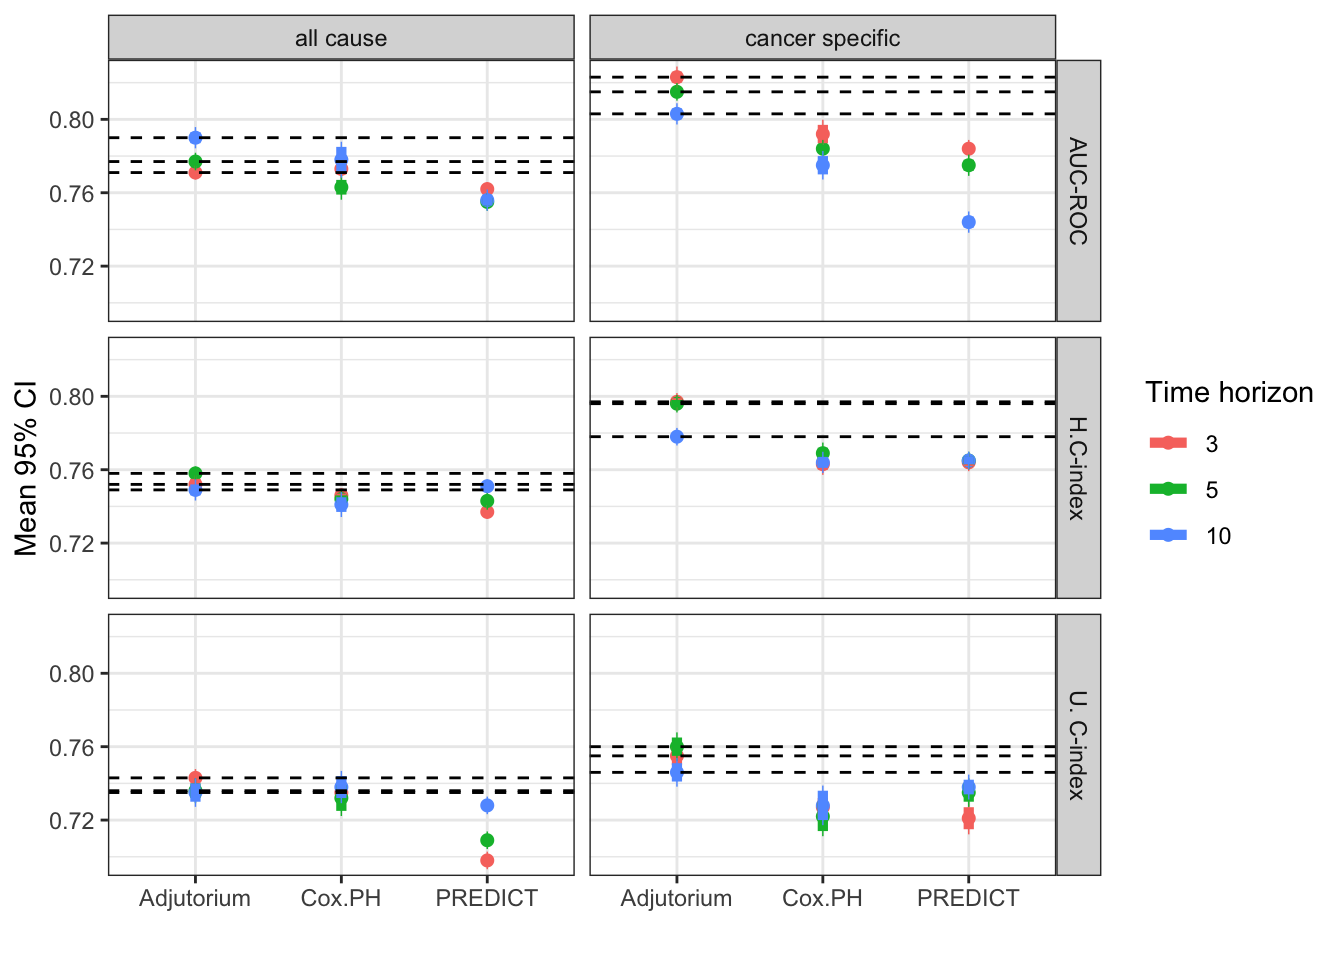 all cause
cancer specific
0.80
0.76
0.72
AUC-ROC
Mean 95% CI
0.80
0.76
0.72
H.C-index
0.80
0.76
0.72
U. C-index
Adjutorium
Cox.PH
PREDICT
Adjutorium
Cox.PH
PREDICT
Time horizon
3
5
10